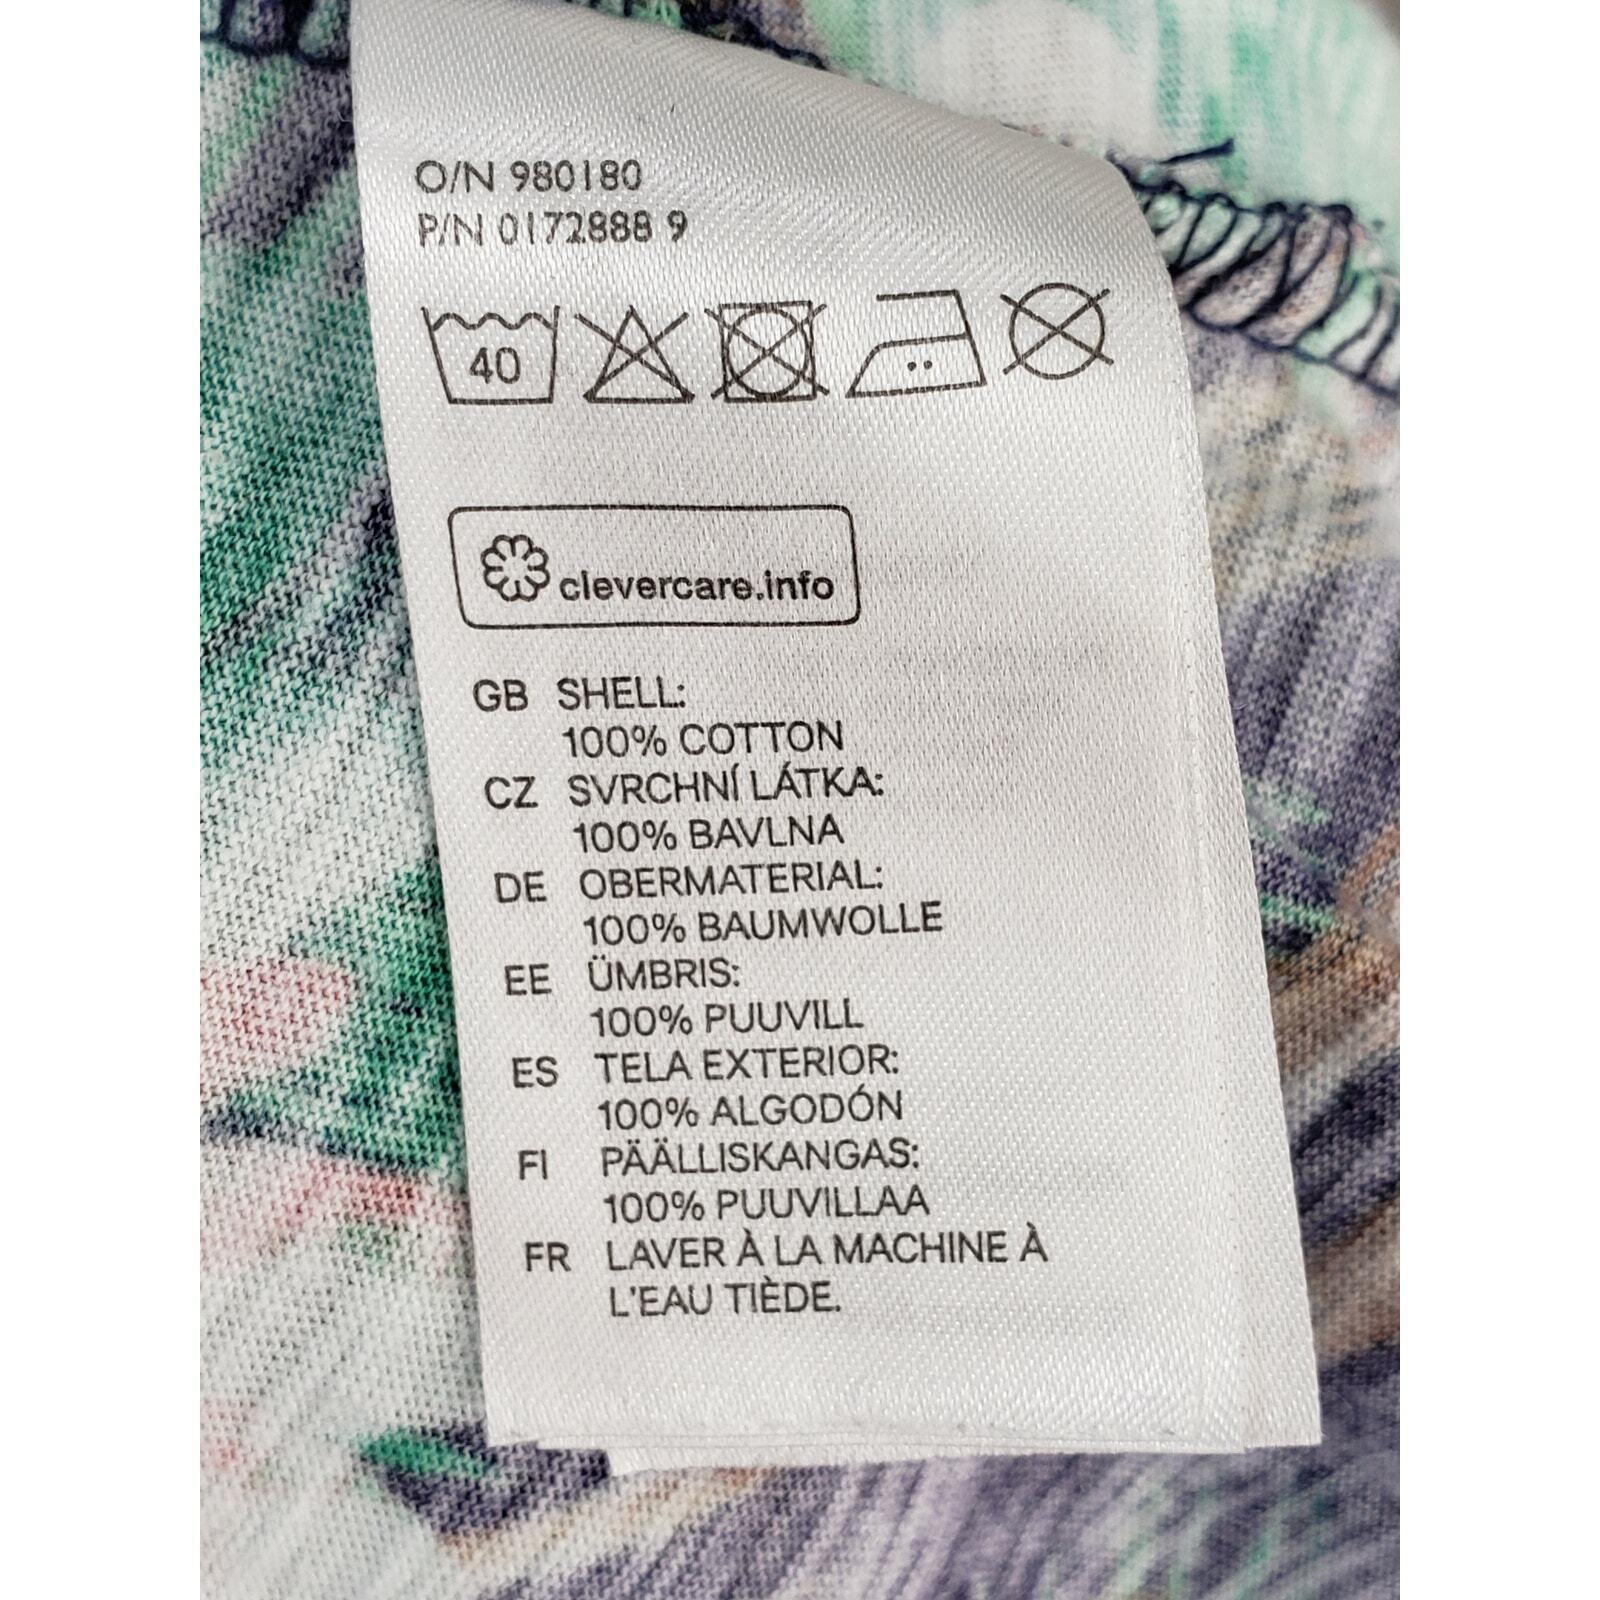 O/N 980180
P/N 0172888 9
40
clevercare.info
GB SHELL:
100% COTTON
CZ SVRCHNÍ LÁTKA:
100% BAVLNA
DE OBERMATERIAL:
100% BAUMWOLLE
EE ÜMBRIS:
100% PUUVILL
ES TELA EXTERIOR:
100% ALGODÓN
FI PÄÄLLISKANGAS:
100% PUUVILLAA
FR LAVER À LA MACHINE À
L'EAU TIÈDE.